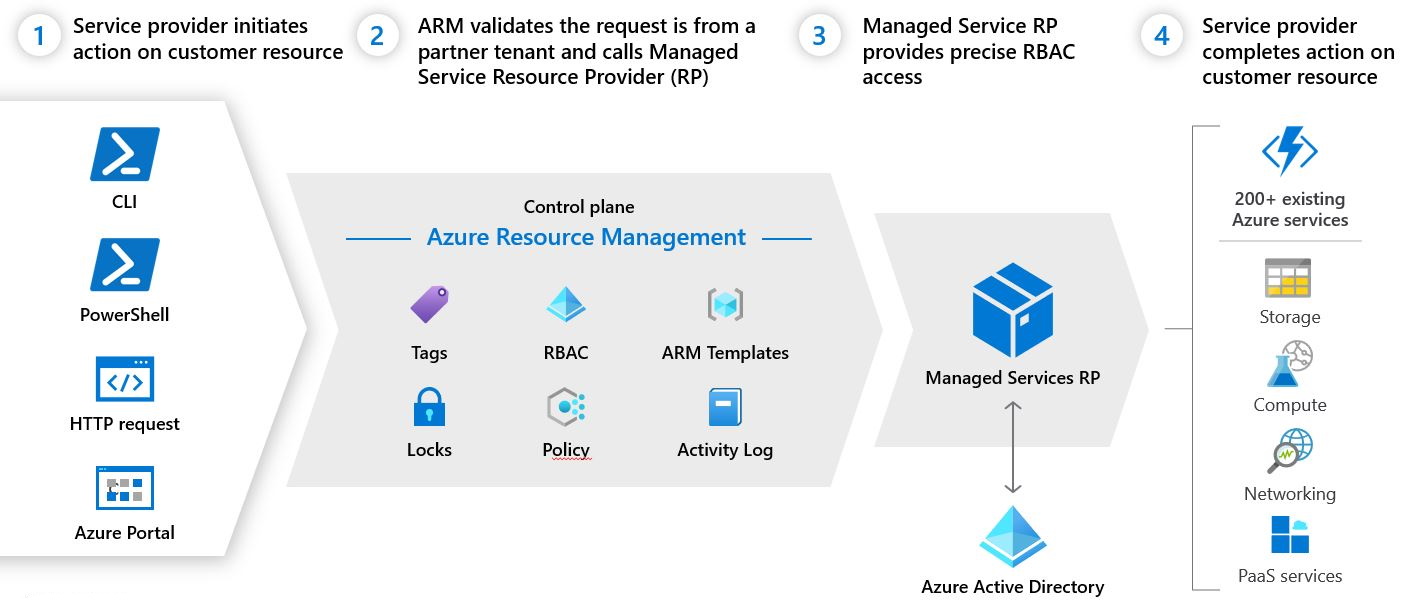 1
Service provider initiates
action on customer resource
2
ARM validates the request is from a
partner tenant and calls Managed
Service Resource Provider (RP)
3
Managed Service RP
provides precise RBAC
access
4
Service provider
completes action on
customer resource
CLI
PowerShell
HTTP request
Azure Portal
Control plane
Azure Resource Management
Tags
RBAC
ARM Templates
Locks
Policy
Activity Log
Managed Services RP
Azure Active Directory
200+ existing
Azure services
Storage
Compute
Networking
PaaS services